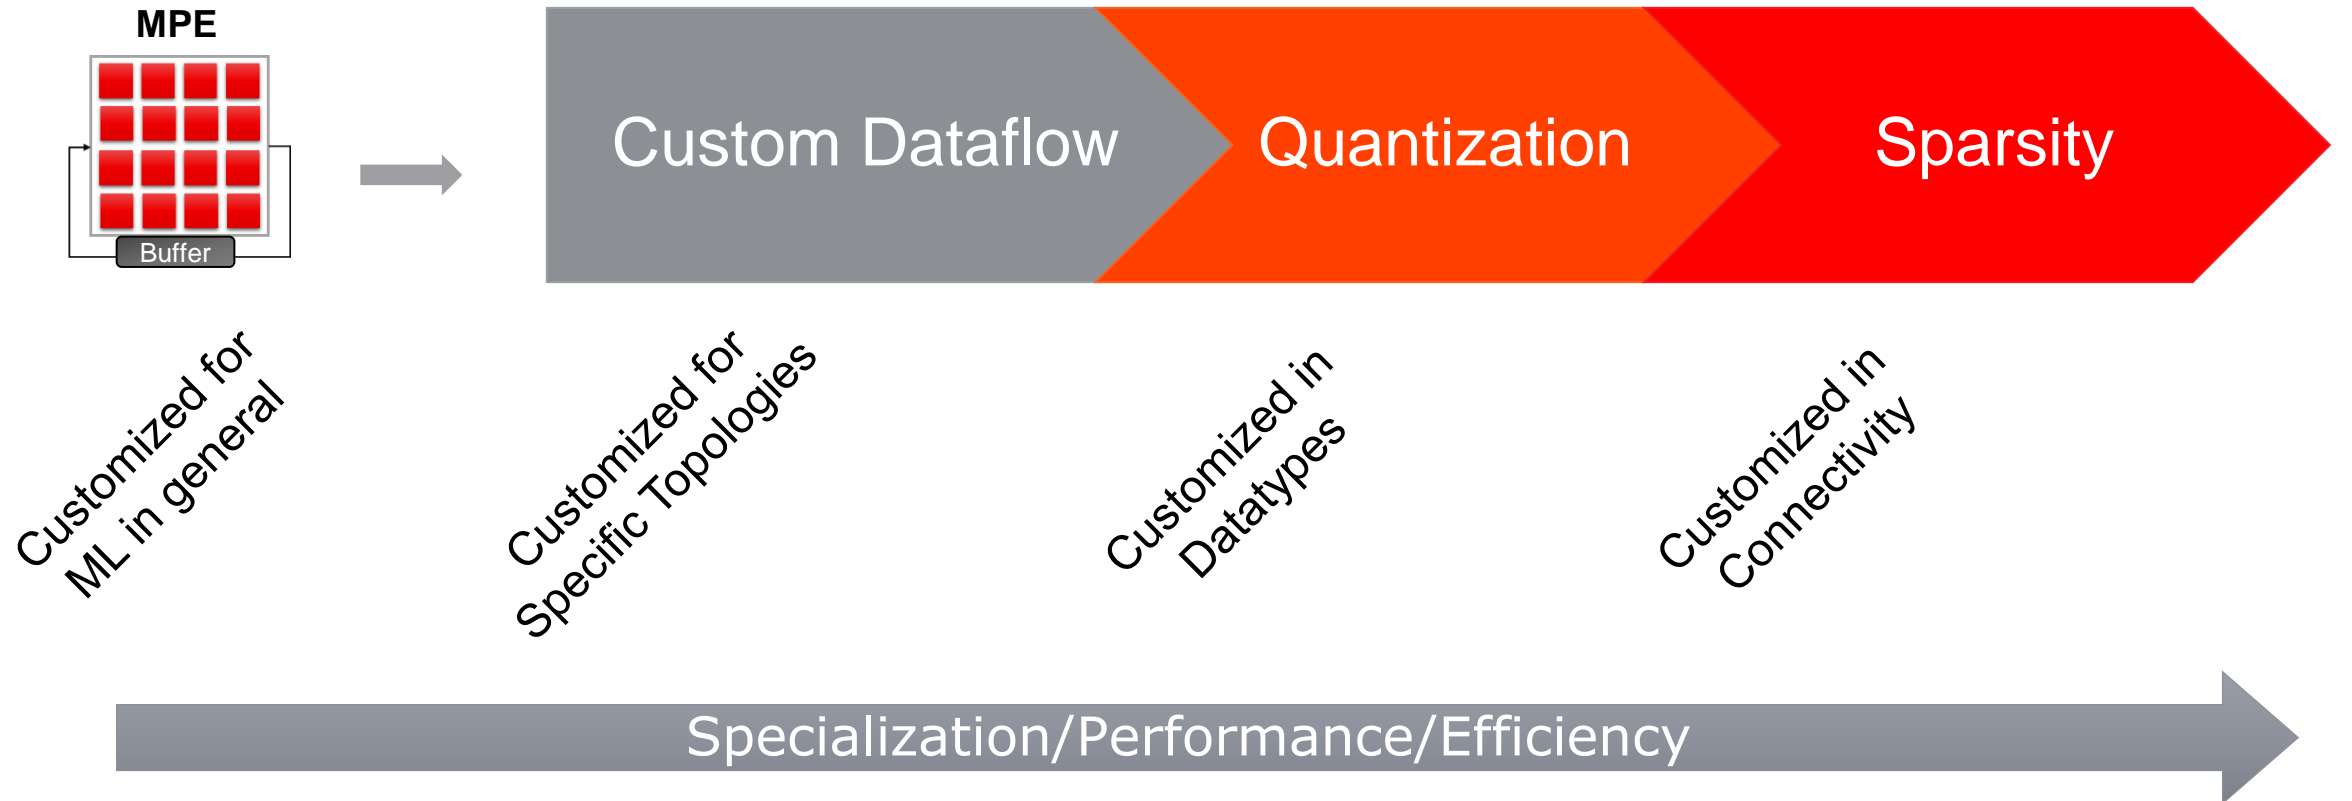 MPE
Buffer
Custom Dataflow
Quantization
Sparsity
Customized for
ML in general
Customized for
Specific Topologies
Customized in
Datatypes
Customized in
Connectivity
Specialization/Performance/Efficiency